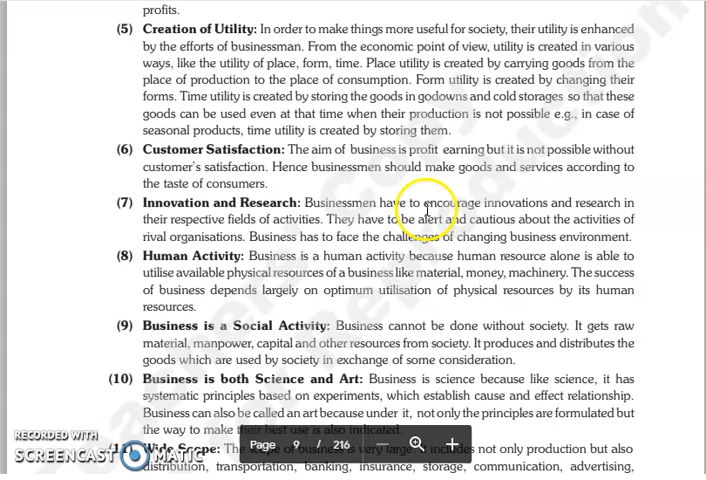 profits.
(5) Creation of Utility: In order to make things more useful for society, their utility is enhanced
by the efforts of businessman. From the economic point of view, utility is created in various
ways, like the utility of place, form, time. Place utility is created by carrying goods from the
place of production to the place of consumption. Form utility is created by changing their
forms. Time utility is created by storing the goods in godowns and cold storages so that these
goods can be used even at that time when their production is not possible e.g., in case of
seasonal products, time utility is created by storing them.
(6) Customer Satisfaction: The aim of business is profit earning but it is not possible without
customer's satisfaction. Hence businessmen should make goods and services according to
the taste of consumers.
(7) Innovation and Research: Businessmen have to encourage innovations and research in
their respective fields of activities. They have to be alert and cautious about the activities of
rival organisations. Business has to face the challenges of changing business environment.
(8) Human Activity: Business is a human activity because human resource alone is able to
utilise available physical resources of a business like material, money, machinery. The success
of business depends largely on optimum utilisation of physical resources by its human
resources.
(9) Business is a Social Activity: Business cannot be done without society. It gets raw
material, manpower, capital and other resources from society. It produces and distributes the
goods which are used by society in exchange of some consideration.
(10) Business is both Science and Art: Business is science because like science, it has
systematic principles based on experiments, which establish cause and effect relationship.
Business can also be called an art because under it, not only the principles are formulated but
the way to make their best use is also indicated.
(11) Wide Scope: The scope of business is very large. It includes not only production but also
distribution, transportation, banking, insurance, storage, communication, advertising,
Page 9 / 216
RECORDED WITH
SCREENCAST MATIC